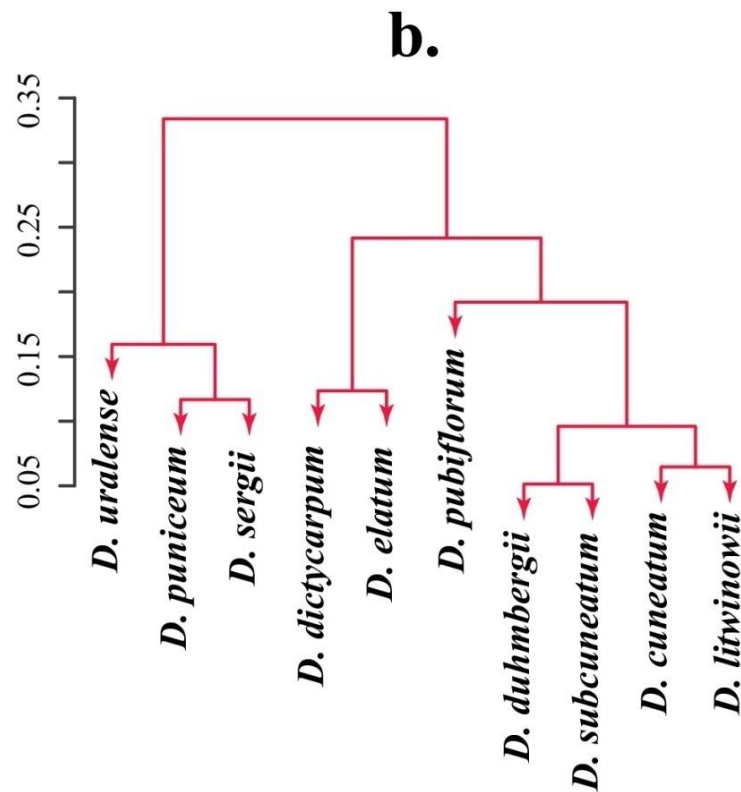 b.
0.35
0.25
0.15
0.05
D. uralense
D. puniceum
D. sergii
D. dictycarpum
D. elatum
D. pubiflorum
D. duhmbergii
D. subcuneatum
D. cuneatum
D. litwinowii